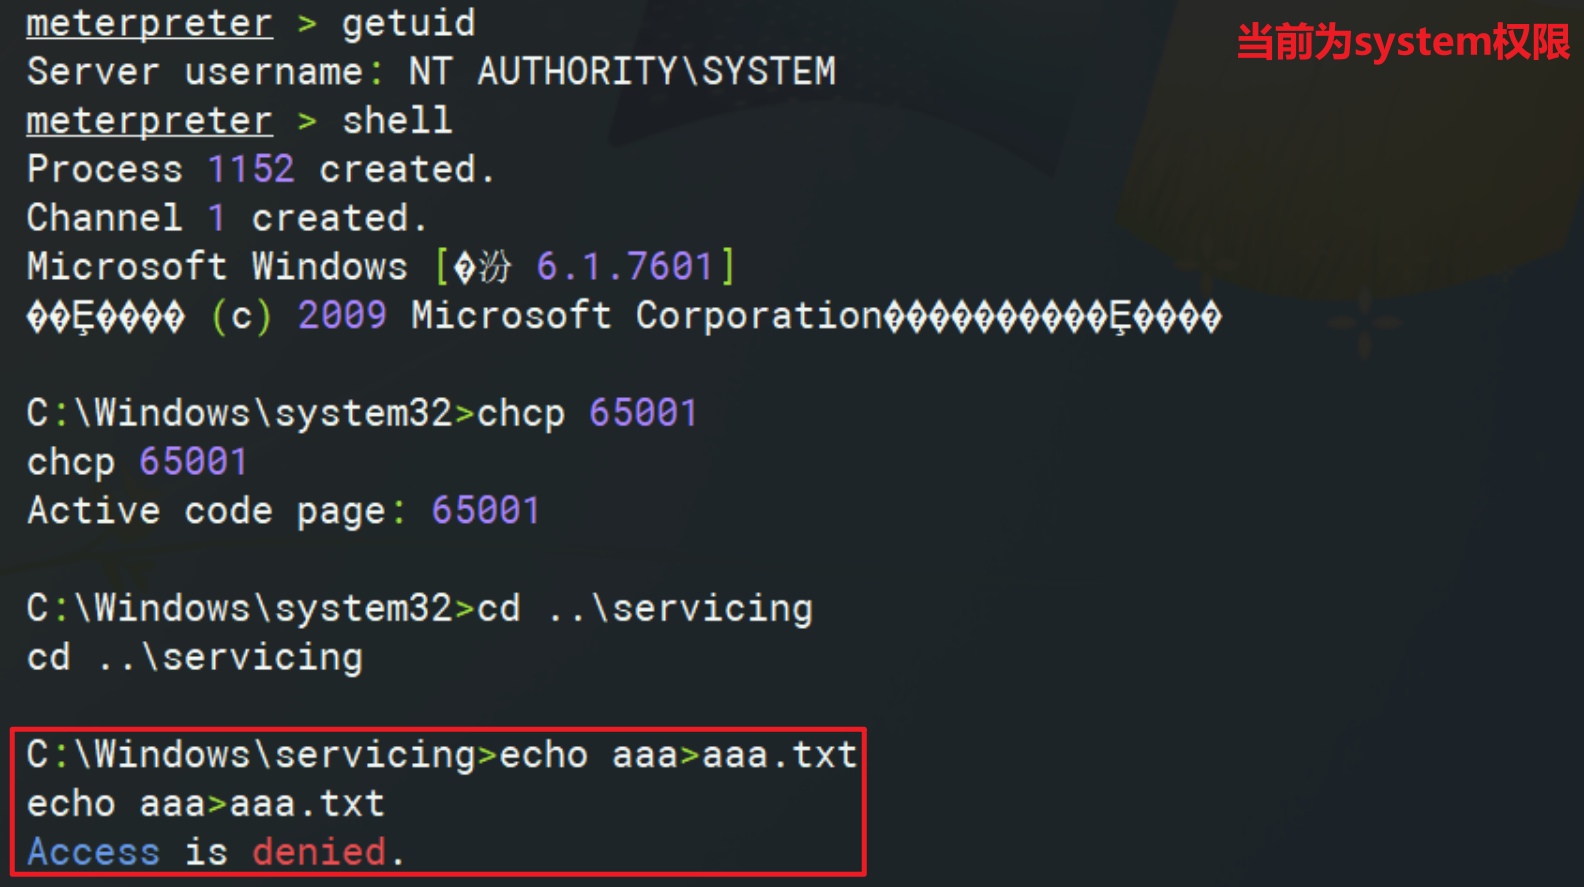 meterpreter > getuid
当前为system权限
Server username: NT AUTHORITY\SYSTEM
meterpreter > shell
Process 1152 created.
Channel 1 created.
Microsoft Windows [�汾 6.1.7601]
��Ȩ���� (c) 2009 Microsoft Corporation����������Ȩ����
C:\Windows\system32>chcp 65001
chcp 65001
Active code page: 65001
C:\Windows\system32>cd ..\servicing
cd ..\servicing
C:\Windows\servicing>echo aaa>aaa.txt
echo aaa>aaa.txt
Access is denied.